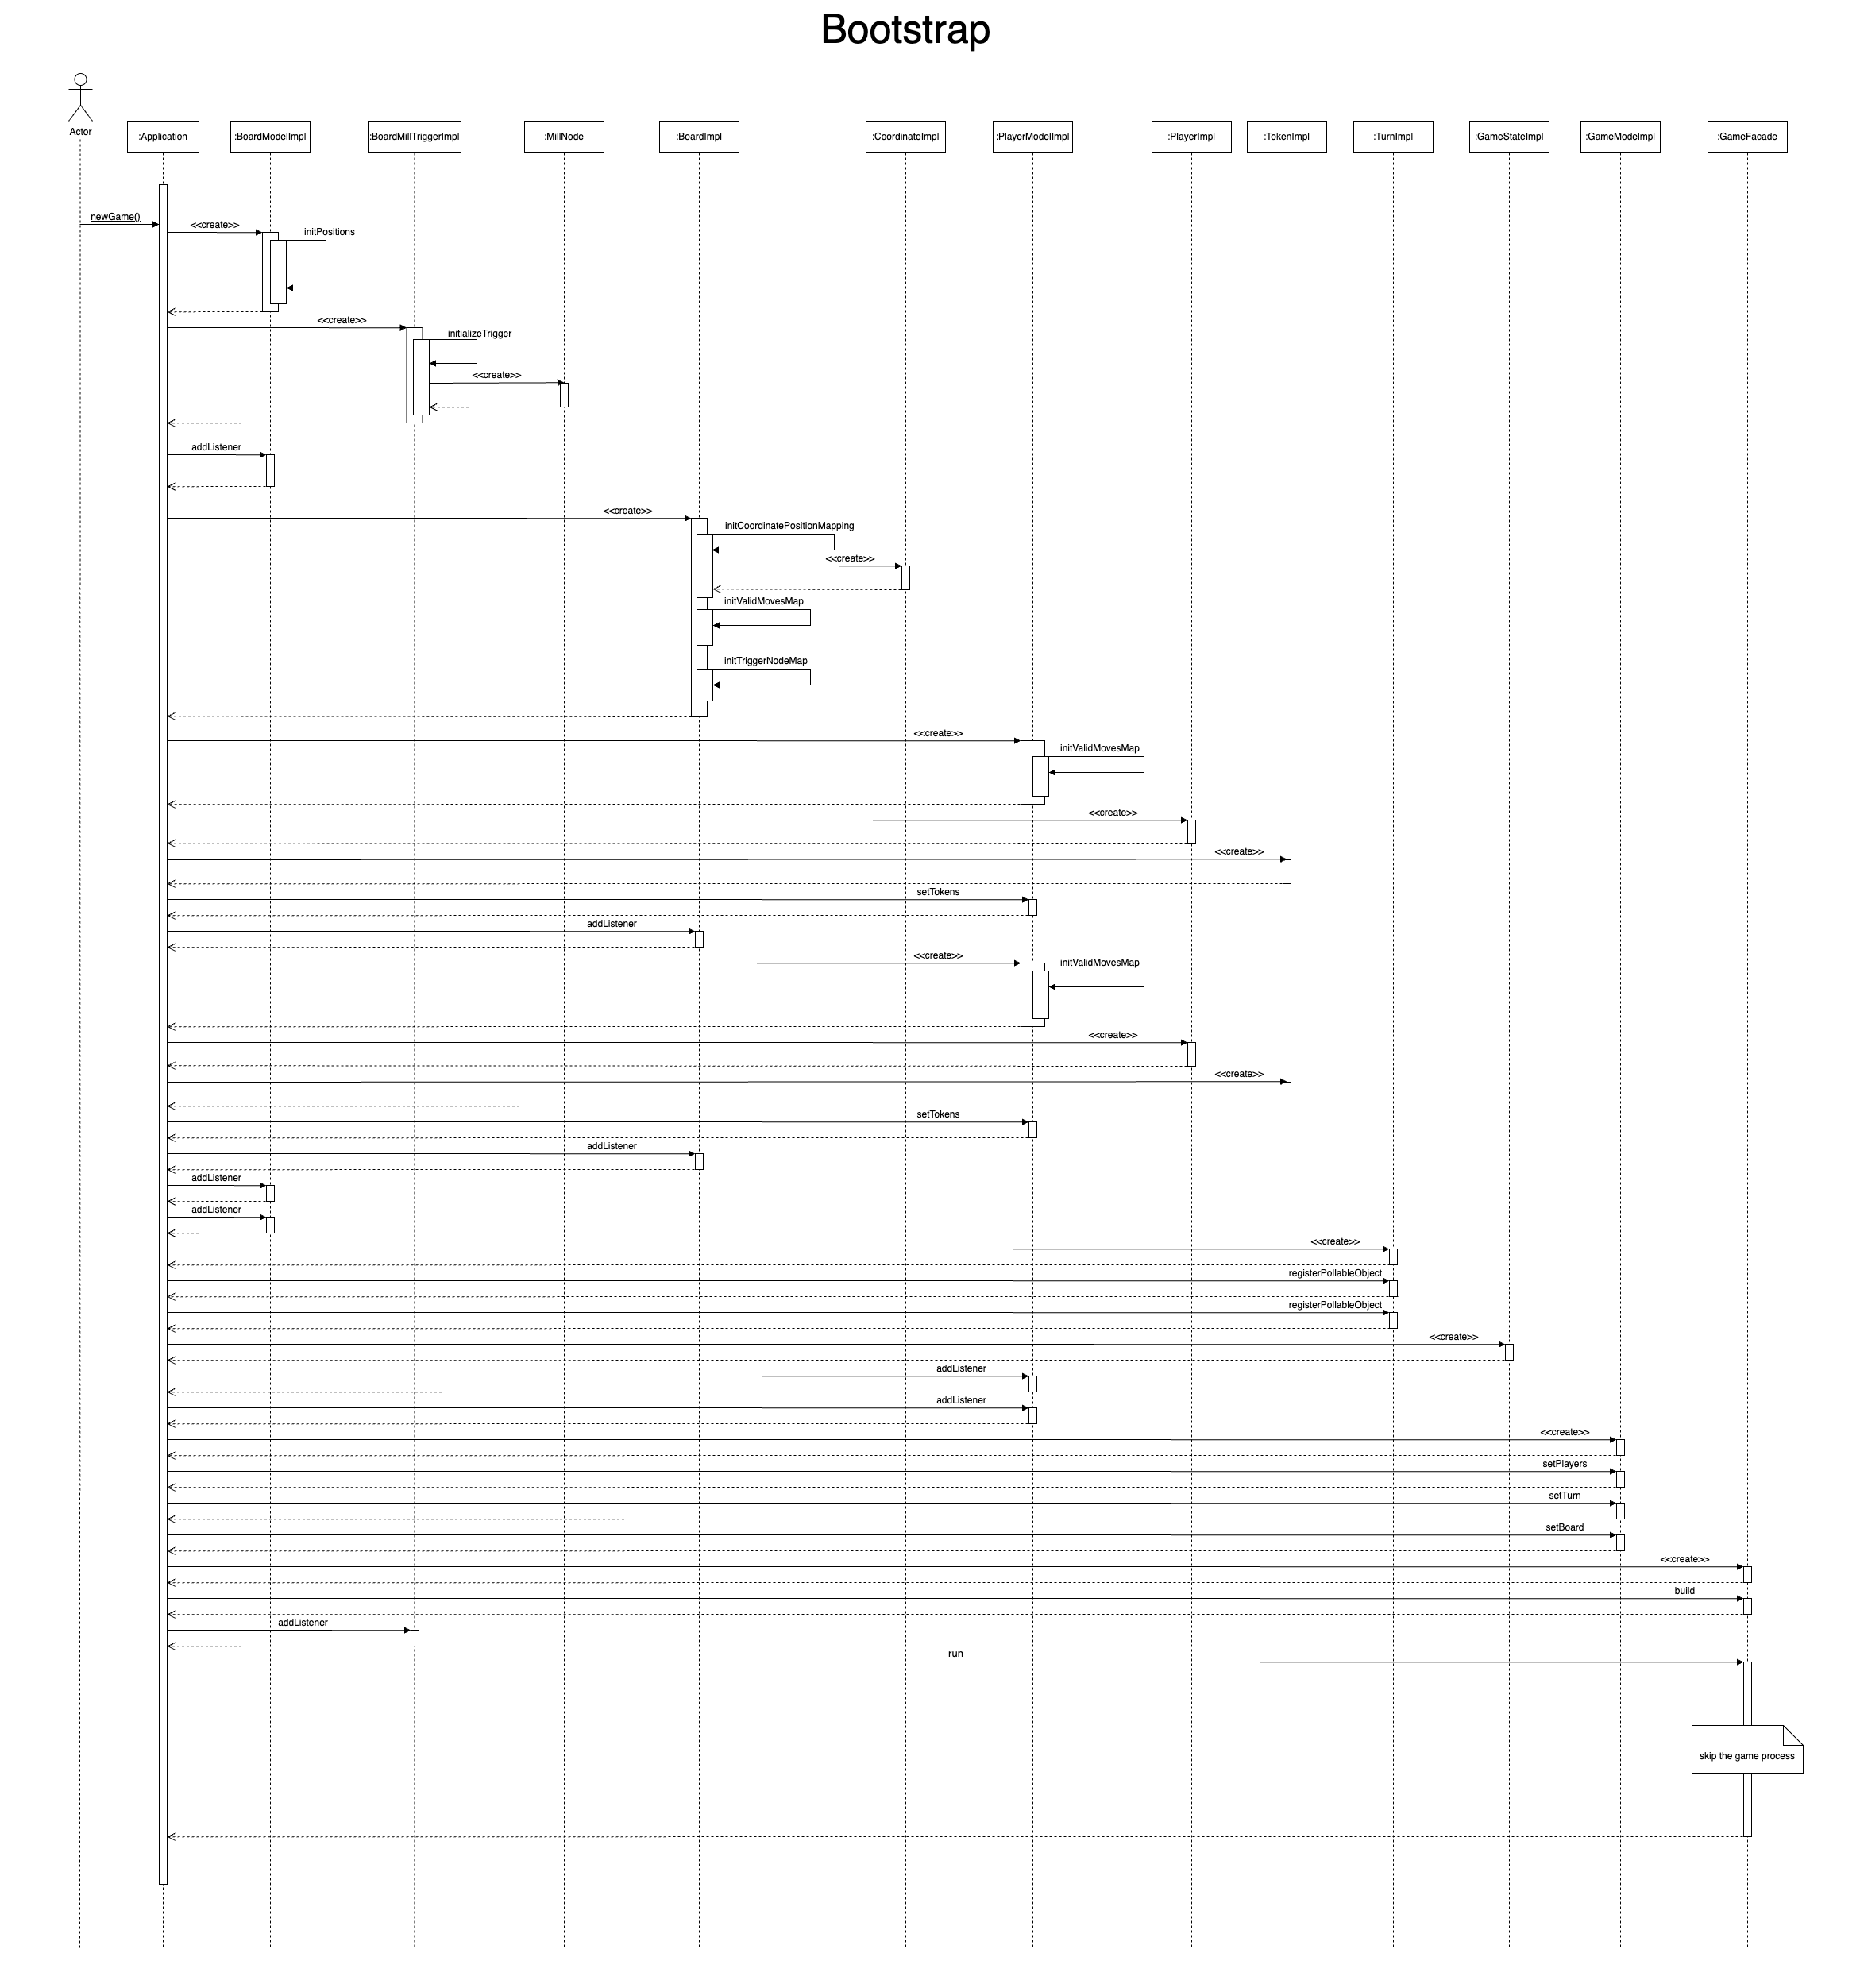 Bootstrap
Actor
:Application
:BoardModelImpl
:BoardMillTriggerImpl
:MillNode
:BoardImpl
:CoordinateImpl
:PlayerModelImpl
:PlayerImpl
:TokenImpl
:TurnImpl
:GameStateImpl
:GameModeImpl
:GameFacade
newGame()
<<create>>
initPositions
<<create>>
initializeTrigger
<<create>>
addListener
<<create>>
initCoordinatePositionMapping
<<create>>
initValidMovesMap
initTriggerNodeMap
<<create>>
initValidMovesMap
<<create>>
<<create>>
setTokens
addListener
<<create>>
initValidMovesMap
<<create>>
<<create>>
setTokens
addListener
addListener
addListener
<<create>>
registerPollableObject
registerPollableObject
<<create>>
addListener
addListener
<<create>>
setPlayers
setTurn
setBoard
<<create>>
build
addListener
run
skip the game process